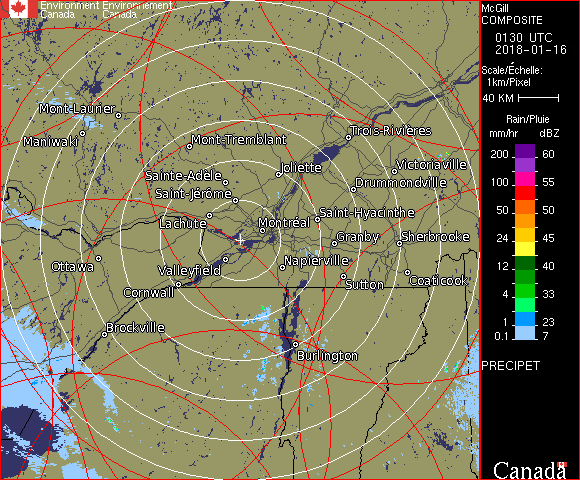 Environment Environnement
Canada Canada
McGill
COMPOSITE
0130 UTC
2018-01-16
Scale/Échelle:
1km/Pixel
40 KM
Rain/Pluie
mm/hr dBZ
200 60
100 55
50 50
24 45
12 40
4 33
1 23
0.1 7
PRECIPET
Canada
Mont-Laurier
Maniwaki
Mont-Tremblant
Trois-Rivières
Sainte-Adèle
Joliette
Victoriaville
Saint-Jérôme
Drummondville
Lachute
Montréal
Saint-Hyacinthe
Granby
Sherbrooke
Ottawa
Valleyfield
Napierville
Cornwall
Sutton
Coaticook
Brockville
Burlington